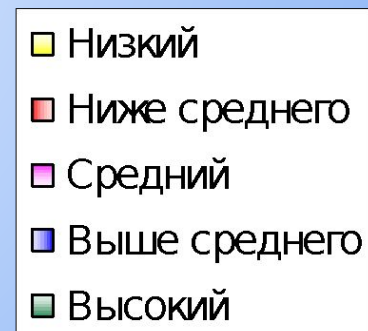 Низкий
Ниже среднего
Средний
Выше среднего
Высокий